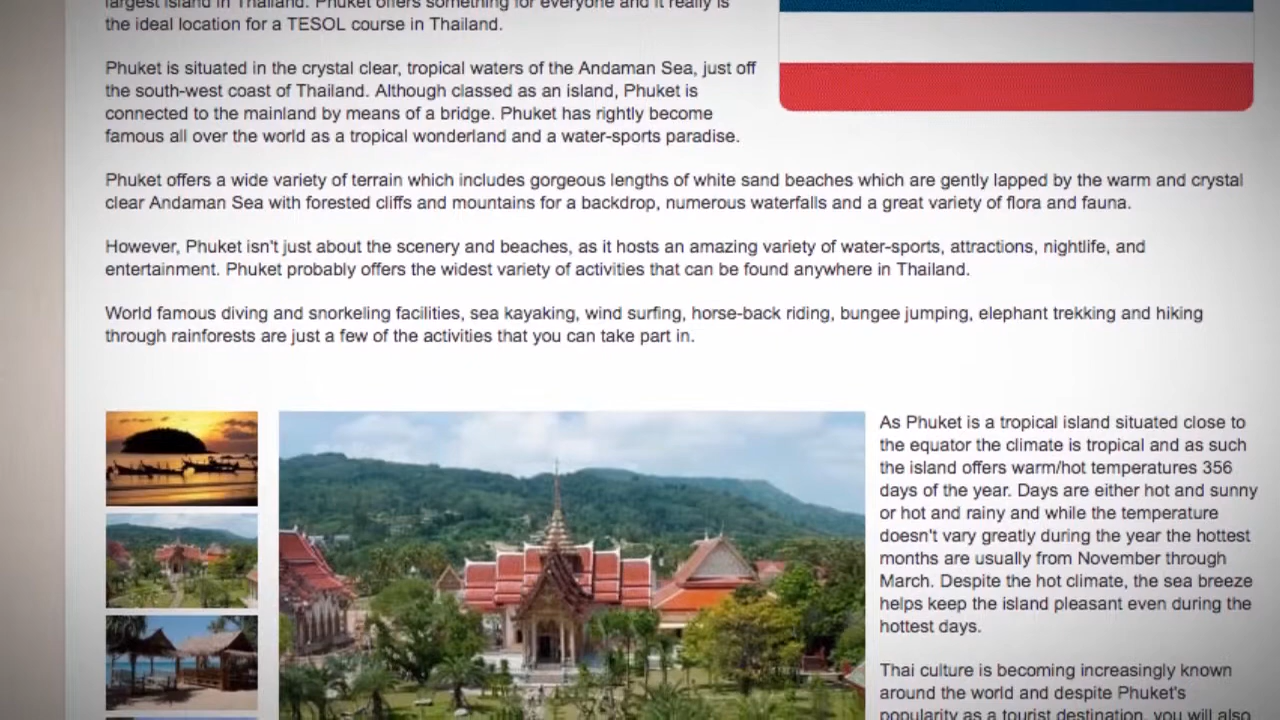 largest island in Thailand. Phuket offers something for everyone and it really is
the ideal location for a TESOL course in Thailand.
Phuket is situated in the crystal clear, tropical waters of the Andaman Sea, just off
the south-west coast of Thailand. Although classed as an island, Phuket is
connected to the mainland by means of a bridge. Phuket has rightly become
famous all over the world as a tropical wonderland and a water-sports paradise.
Phuket offers a wide variety of terrain which includes gorgeous lengths of white sand beaches which are gently lapped by the warm and crystal
clear Andaman Sea with forested cliffs and mountains for a backdrop, numerous waterfalls and a great variety of flora and fauna.
However, Phuket isn't just about the scenery and beaches, as it hosts an amazing variety of water-sports, attractions, nightlife, and
entertainment. Phuket probably offers the widest variety of activities that can be found anywhere in Thailand.
World famous diving and snorkeling facilities, sea kayaking, wind surfing, horse-back riding, bungee jumping, elephant trekking and hiking
through rainforests are just a few of the activities that you can take part in.
As Phuket is a tropical island situated close to
the equator the climate is tropical and as such
the island offers warm/hot temperatures 356
days of the year. Days are either hot and sunny
or hot and rainy and while the temperature
doesn't vary greatly during the year the hottest
months are usually from November through
March. Despite the hot climate, the sea breeze
helps keep the island pleasant even during the
hottest days.
Thai culture is becoming increasingly known
around the world and despite Phuket's
popularity as a tourist destination, you will also